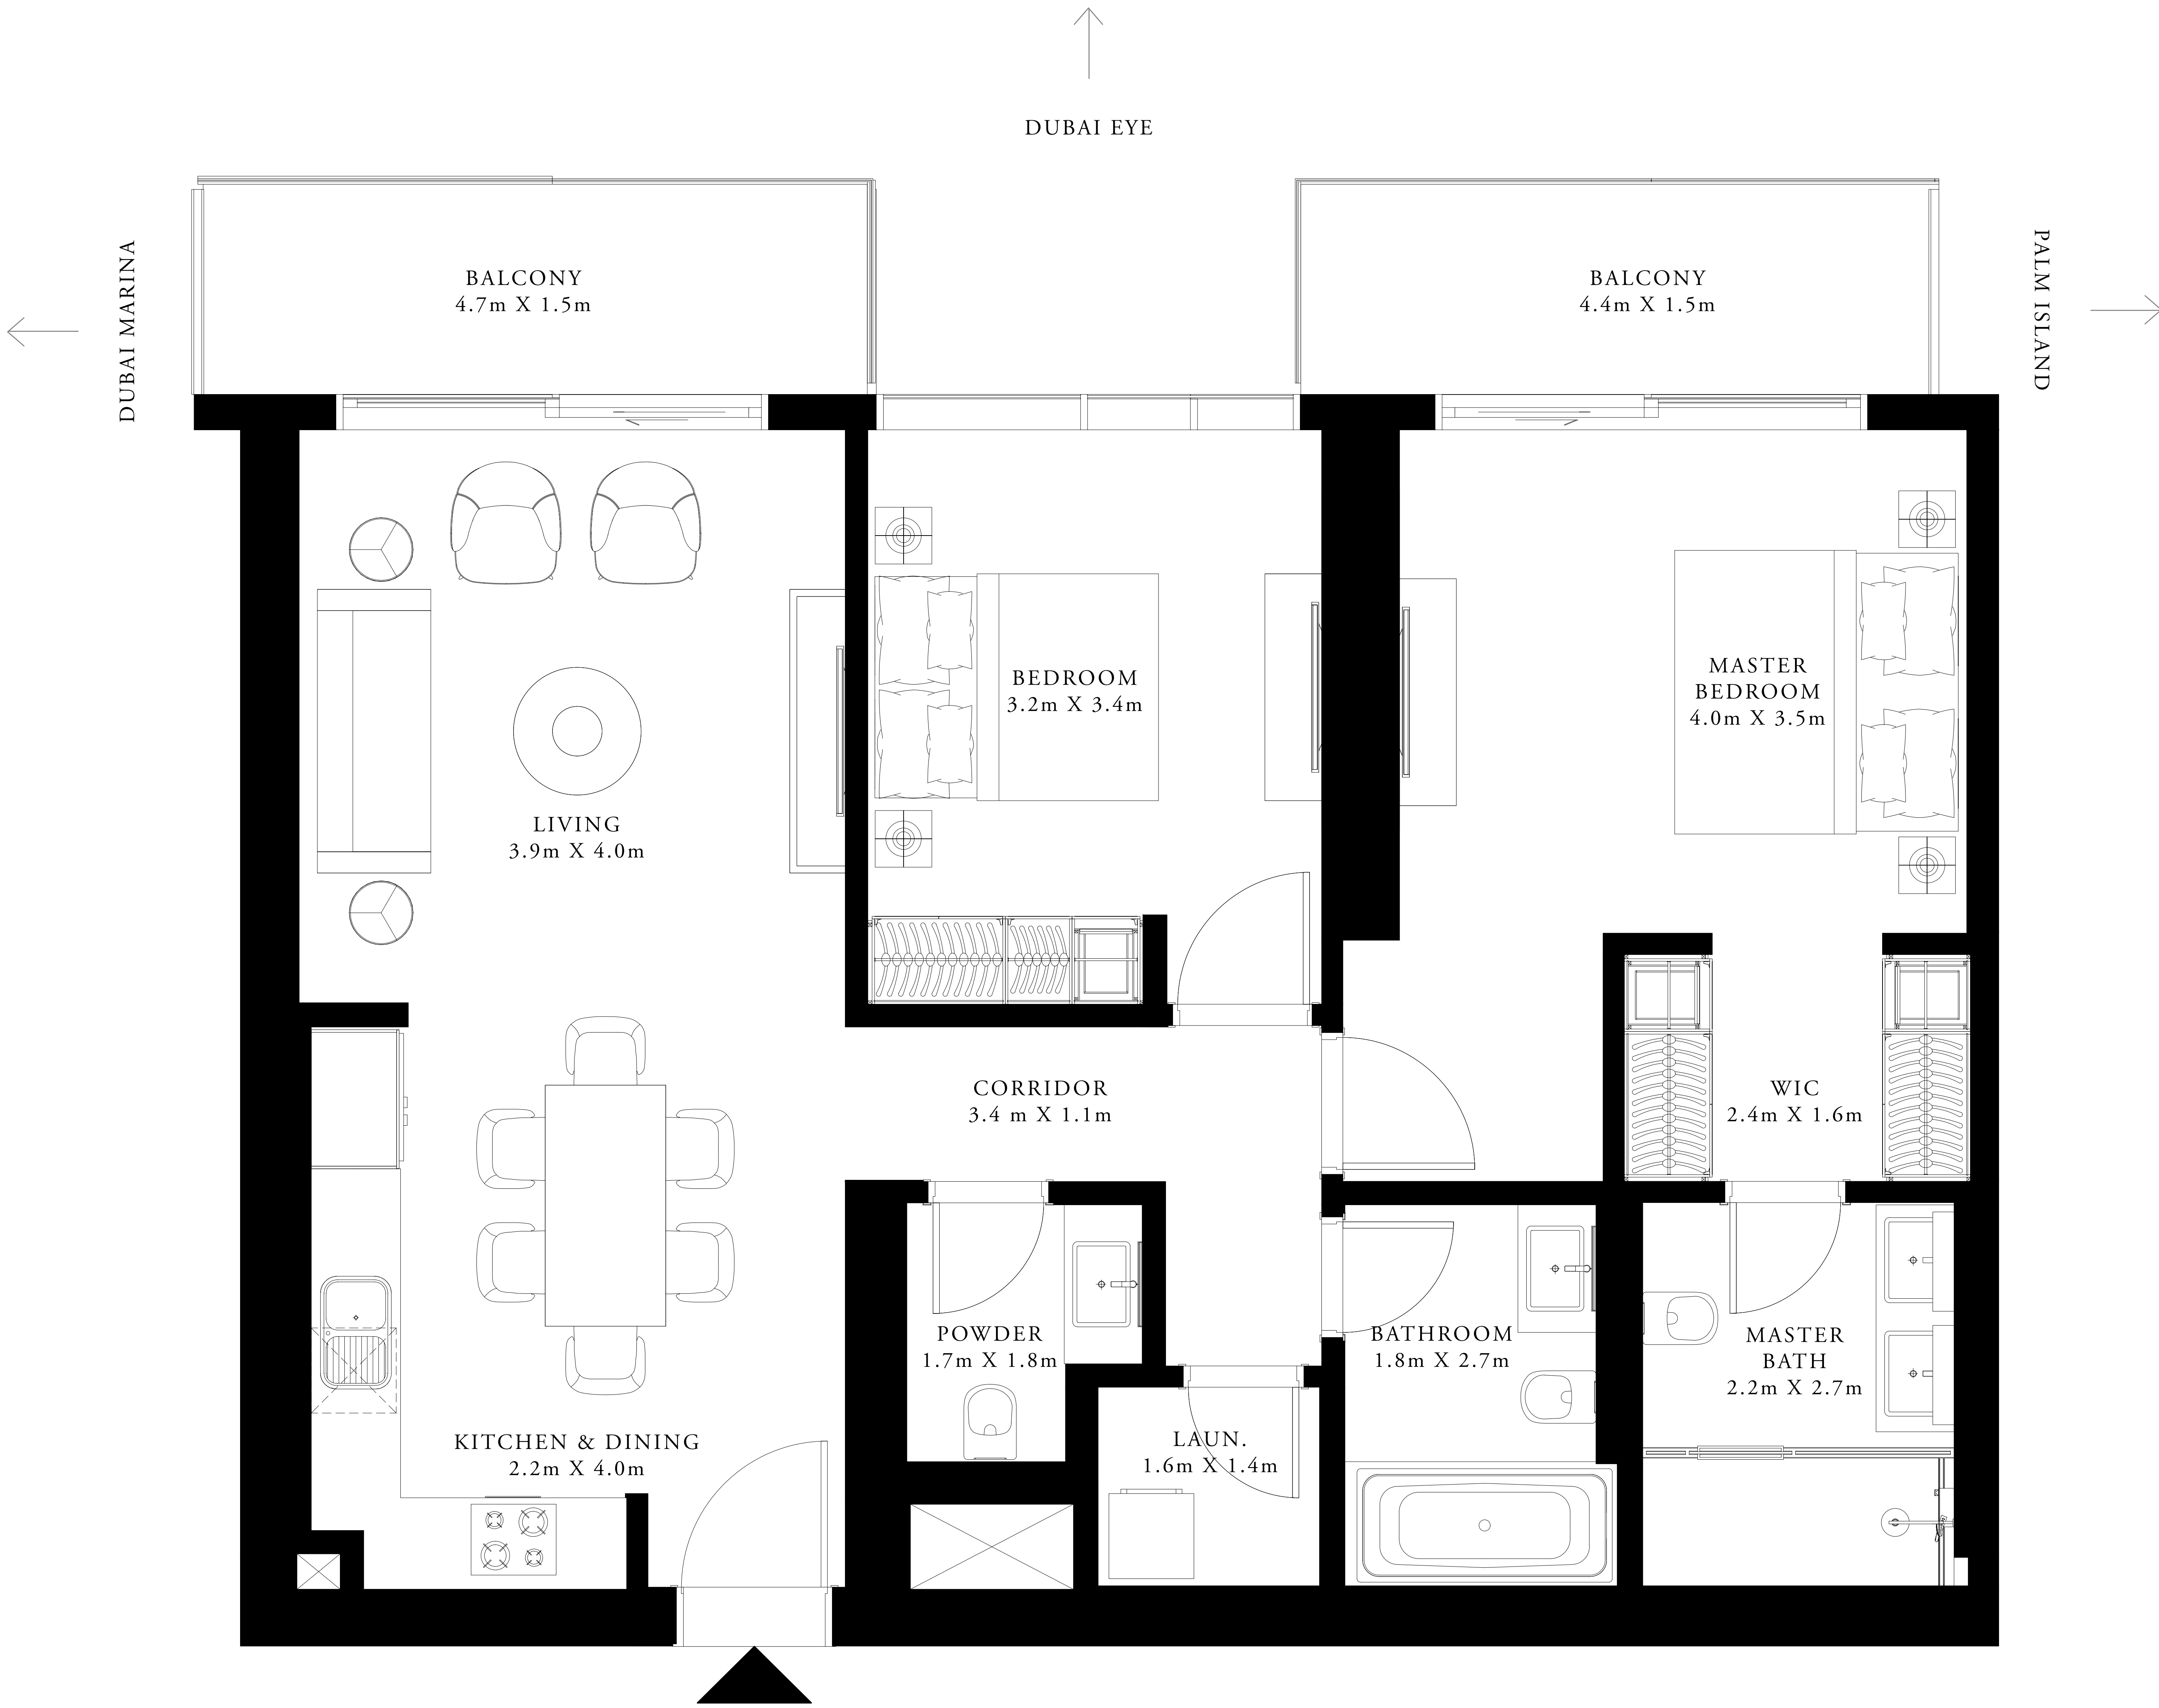 DUBAI EYE
DUBAI MARINA
BALCONY
4.7m X 1.5m
BALCONY
4.4m X 1.5m
PALM ISLAND
BEDROOM
3.2m X 3.4m
MASTER
BEDROOM
4.0m X 3.5m
LIVING
3.9m X 4.0m
CORRIDOR
3.4 m X 1.1m
WIC
2.4m X 1.6m
POWDER
1.7m X 1.8m
BATHROOM
1.8m X 2.7m
MASTER
BATH
2.2m X 2.7m
KITCHEN & DINING
2.2m X 4.0m
LAUN.
1.6m X 1.4m